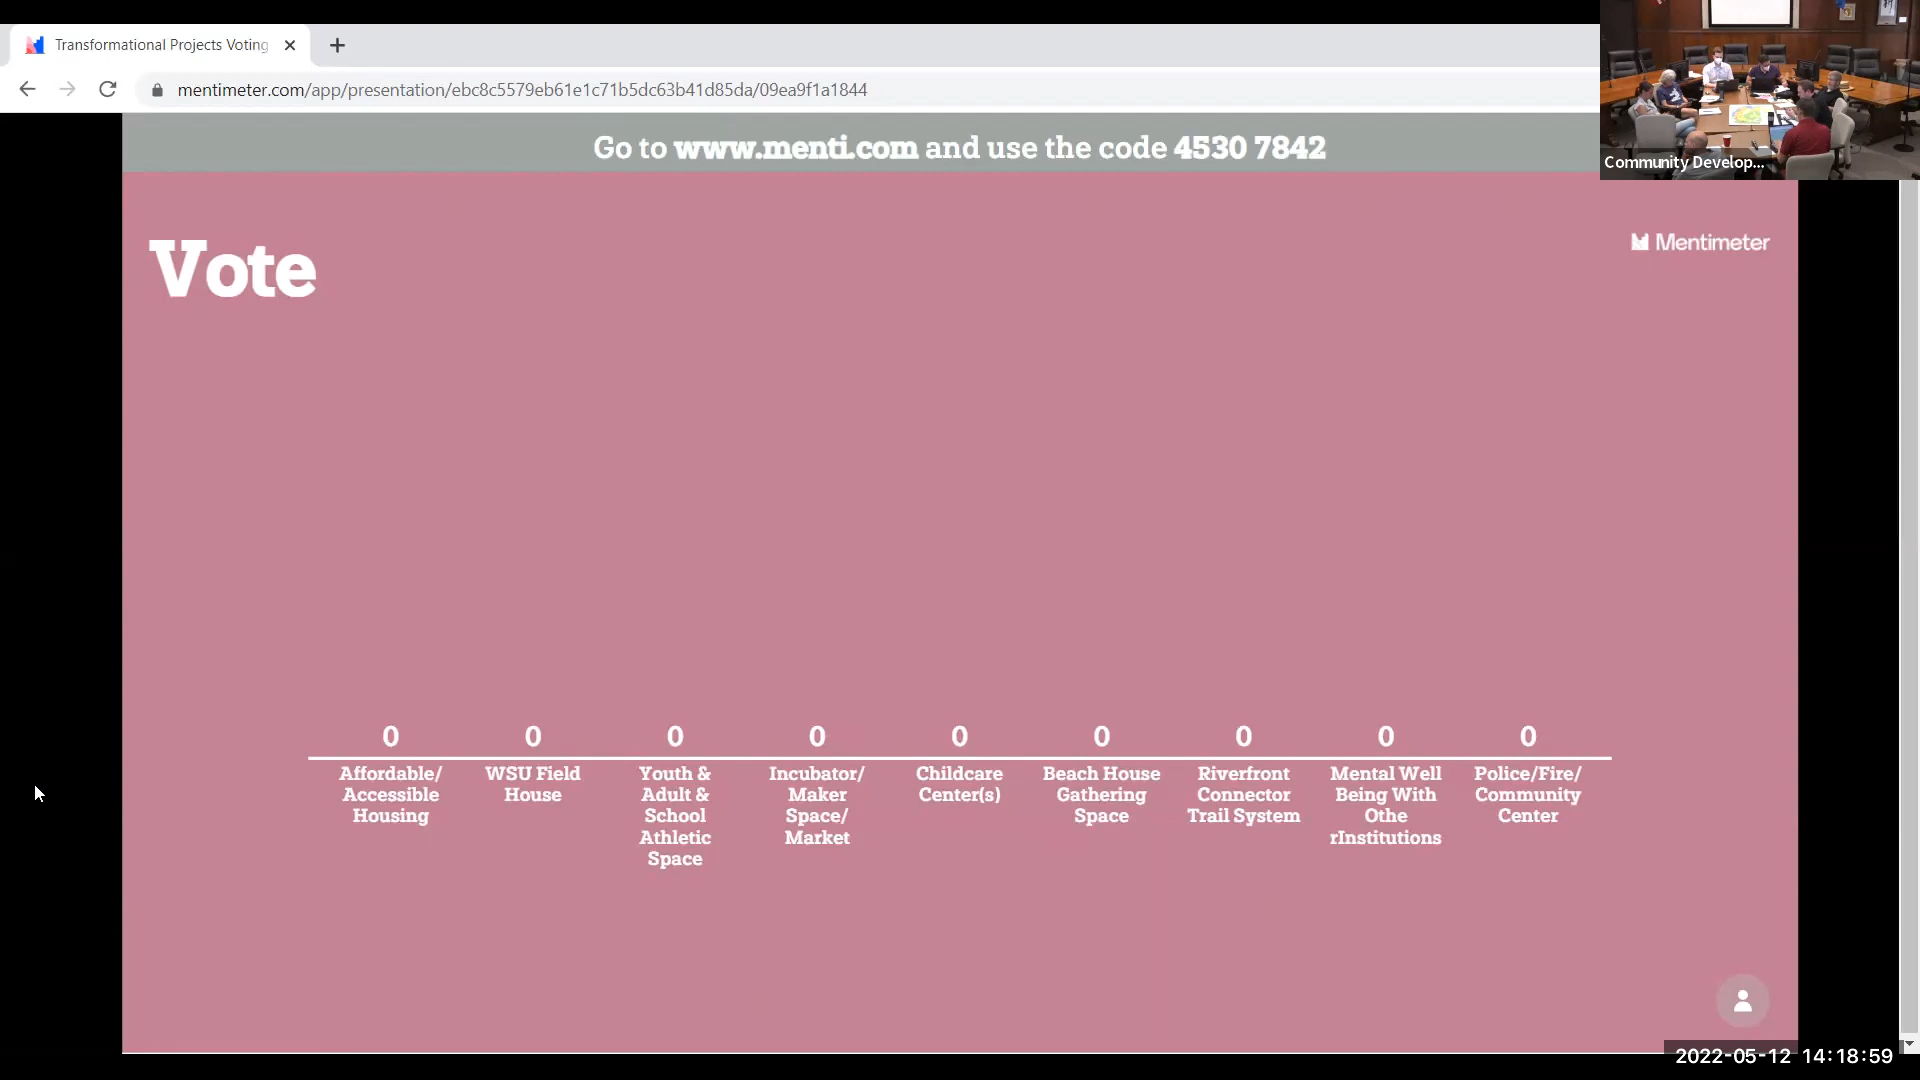 Transformational Projects Voting
mentimeter.com/app/presentation/ebc8c5579eb61e1c71b5dc63b41d85da/09ea9f1a1844
Community Develop...
Go to www.menti.com and use the code 4530 7842
Vote
Mentimeter
0 0 0 0 0 0 0 0 0
Affordable/
Accessible
Housing
WSU Field
House
Youth &
Adult &
School
Athletic
Space
Incubator/
Maker
Space/
Market
Childcare
Center(s)
Beach House
Gathering
Space
Riverfront
Connector
Trail System
Mental Well
Being With
Othe
rInstitutions
Police/Fire/
Community
Center
2022-05-12 14:18:59